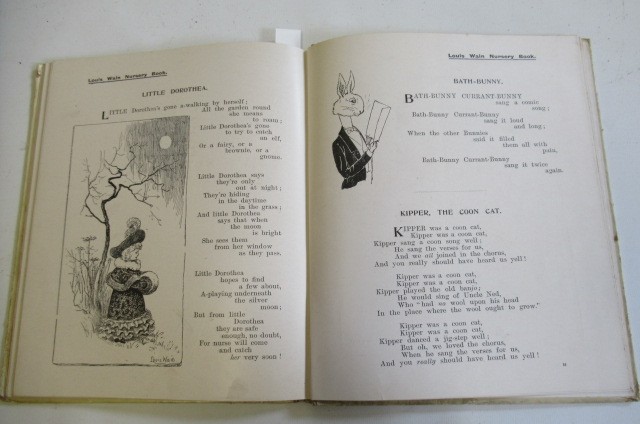 Louis Wain Nursery Book.
LITTLE DOROTHEA.
LITTLE Dorothea's gone a-walking by herself;
All the garden round
she means
to roam;
Little Dorothea's gone
to try to catch
an elf,
Or a fairy, or a
brownie, or a
gnome.
Little Dorothea says
they're only
out at night;
They're hiding
in the daytime
in the grass;
And little Dorothea
says that when
the moon
is bright
She sees them
from her window
as they pass.
Little Dorothea
hopes to find
a few about,
A-playing underneath
the silver
moon;
But from little
Dorothea
they are safe
enough, no doubt,
For nurse will come
and catch
her very soon!
Louis Wain
Louis Wain Nursery Book.
BATH-BUNNY.
BATH-BUNNY CURRANT-BUNNY
sang a comic
song;
Bath-Bunny Currant-Bunny
sang it loud
and long;
When the other Bunnies
said it filled
them all with
pain,
Bath-Bunny Currant-Bunny
sang it twice
again.
KIPPER, THE COON CAT.
KIPPER was a coon cat,
Kipper was a coon cat,
Kipper sang a coon song well;
He sang the verses for us,
And we all joined in the chorus,
And you really should have heard us yell!
Kipper was a coon cat,
Kipper was a coon cat,
Kipper played the old banjo;
He would sing of Uncle Ned,
Who "had no wool upon his head
In the place where the wool ought to grow."
Kipper was a coon cat,
Kipper was a coon cat,
Kipper danced a jig-step well;
But oh, we loved the chorus,
When he sang the verses for us,
And you really should have heard us yell!